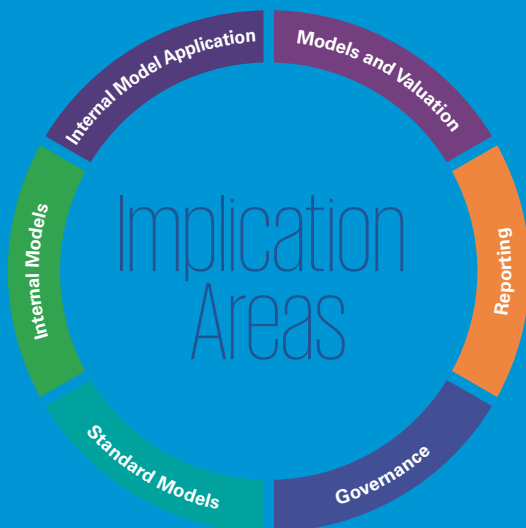 Internal Model Application
Models and Valuation
Reporting
Governance
Standard Models
Internal Models
Implication
Areas